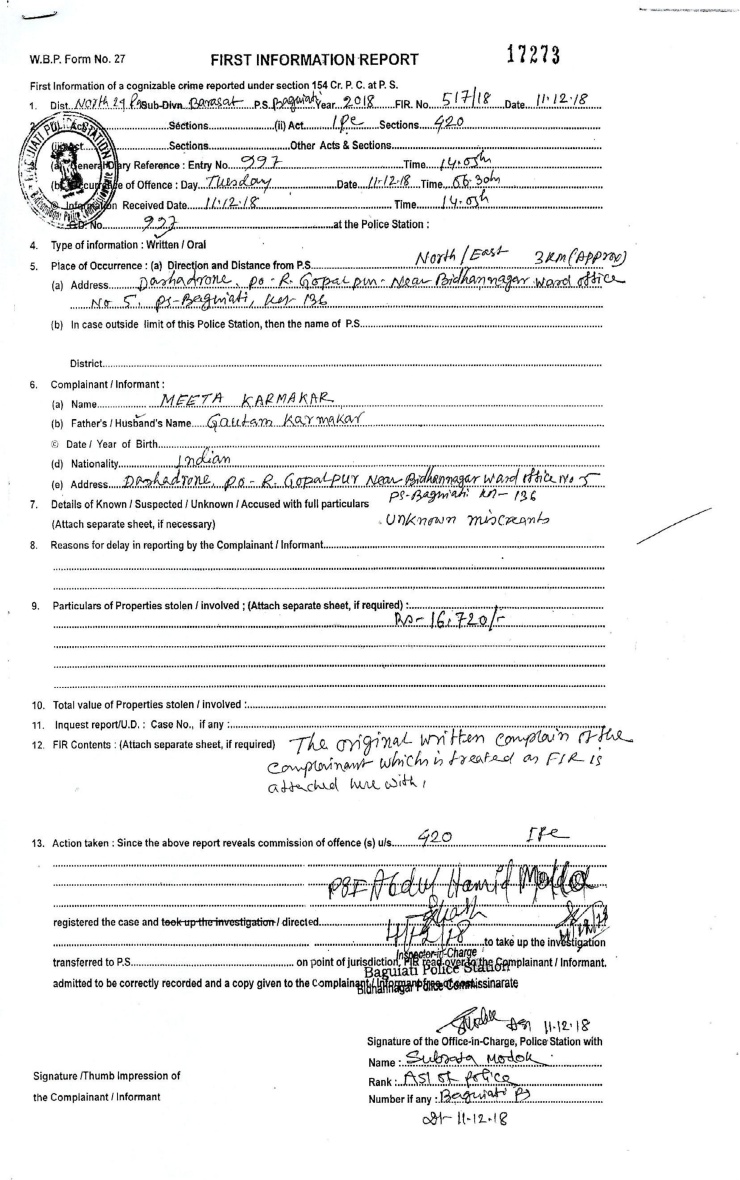 W.B.P. Form No. 27 FIRST INFORMATION REPORT 17273
First Information of a cognizable crime reported under section 154 Cr. P. C. at P. S.
1. Dist. North 24 Pgs Sub-Divn. Barasat P.S. Baguiati Year 2018 FIR. No. 517/18 Date 11.12.18
2. Act Sections (ii) Act IPC Sections 420
Act Sections Other Acts & Sections
3. (a) General Diary Reference : Entry No. 997 Time 14.05h
(b) Occurrence of Offence : Day Tuesday Date 11-12-18 Time 06.30h
© Information Received Date 11.12.18 Time 14.05h
G.D. No. 997 at the Police Station :
4. Type of information : Written / Oral
5. Place of Occurrence : (a) Direction and Distance from P.S. North/East 3 KM (Approx)
(a) Address Dashadrone, po - R. Gopalpur - Near Bidhannagar ward office
No 5, ps-Baguiati, Kol-136
(b) In case outside limit of this Police Station, then the name of P.S.
District
6. Complainant / Informant :
(a) Name MEETA KARMAKAR
(b) Father's / Husband's Name Gautam Karmakar
© Date / Year of Birth
(d) Nationality Indian
(e) Address Dashadrone, po - R. Gopalpur Near Bidhannagar Ward office No 5
PS-Baguiati Kol-136
7. Details of Known / Suspected / Unknown / Accused with full particulars
(Attach separate sheet, if necessary) Unknown miscreants
8. Reasons for delay in reporting by the Complainant / Informant
9. Particulars of Properties stolen / involved ; (Attach separate sheet, if required) :
Rs- 16,720/-
10. Total value of Properties stolen / involved :
11. Inquest report/U.D. : Case No., if any :
12. FIR Contents : (Attach separate sheet, if required) The original written complain of the
complainant which is treated as FIR is
attached here with,
13. Action taken : Since the above report reveals commission of offence (s) u/s. 420 IPC
PSI Abdul Hamid Molla
registered the case and took up the investigation / directed
11/12/18 to take up the investigation
Inspector-in-Charge
transferred to P.S. on point of jurisdiction, FIR read over to the Complainant / Informant.
Baguiati Police Station
admitted to be correctly recorded and a copy given to the Complainant / Informant free of cost
Bidhannagar Police Commissinarate
ASI 11.12.18
Signature of the Office-in-Charge, Police Station with
Name : Subrata Modok
Signature /Thumb Impression of Rank : ASI of police
the Complainant / Informant Number if any : Baguiati PS
Dt- 11-12-18